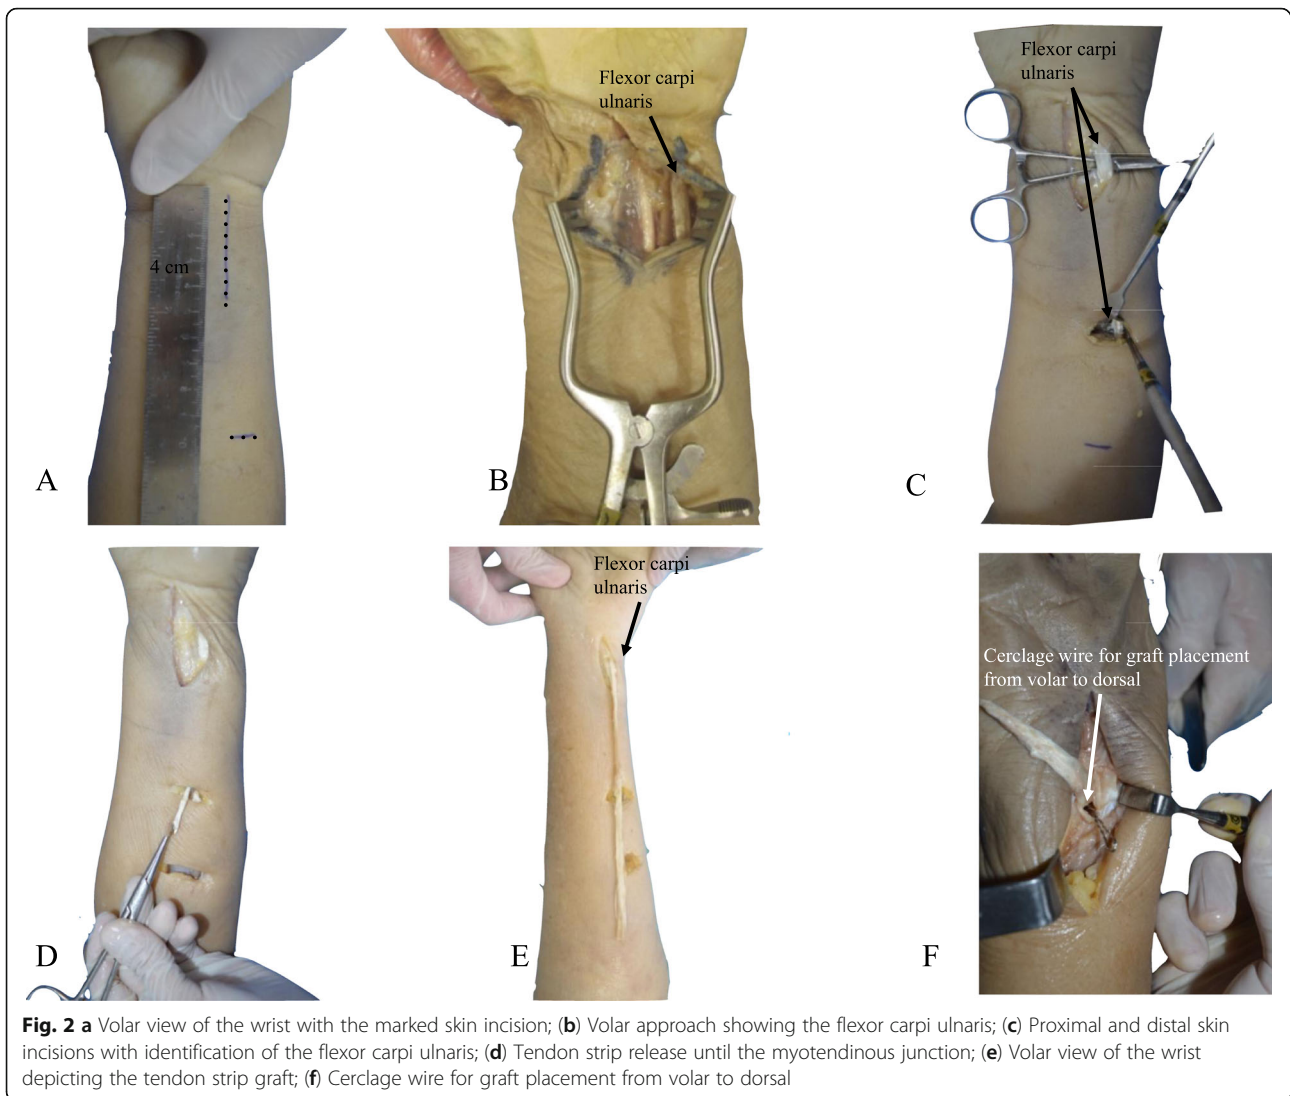 Flexor carpi
ulnaris
Flexor carpi
ulnaris
4 cm
A
B
C
Flexor carpi
ulnaris
Cerclage wire for graft placement
from volar to dorsal
D
E
F
Fig. 2 a Volar view of the wrist with the marked skin incision; (b) Volar approach showing the flexor carpi ulnaris; (c) Proximal and distal skin
incisions with identification of the flexor carpi ulnaris; (d) Tendon strip release until the myotendinous junction; (e) Volar view of the wrist
depicting the tendon strip graft; (f) Cerclage wire for graft placement from volar to dorsal